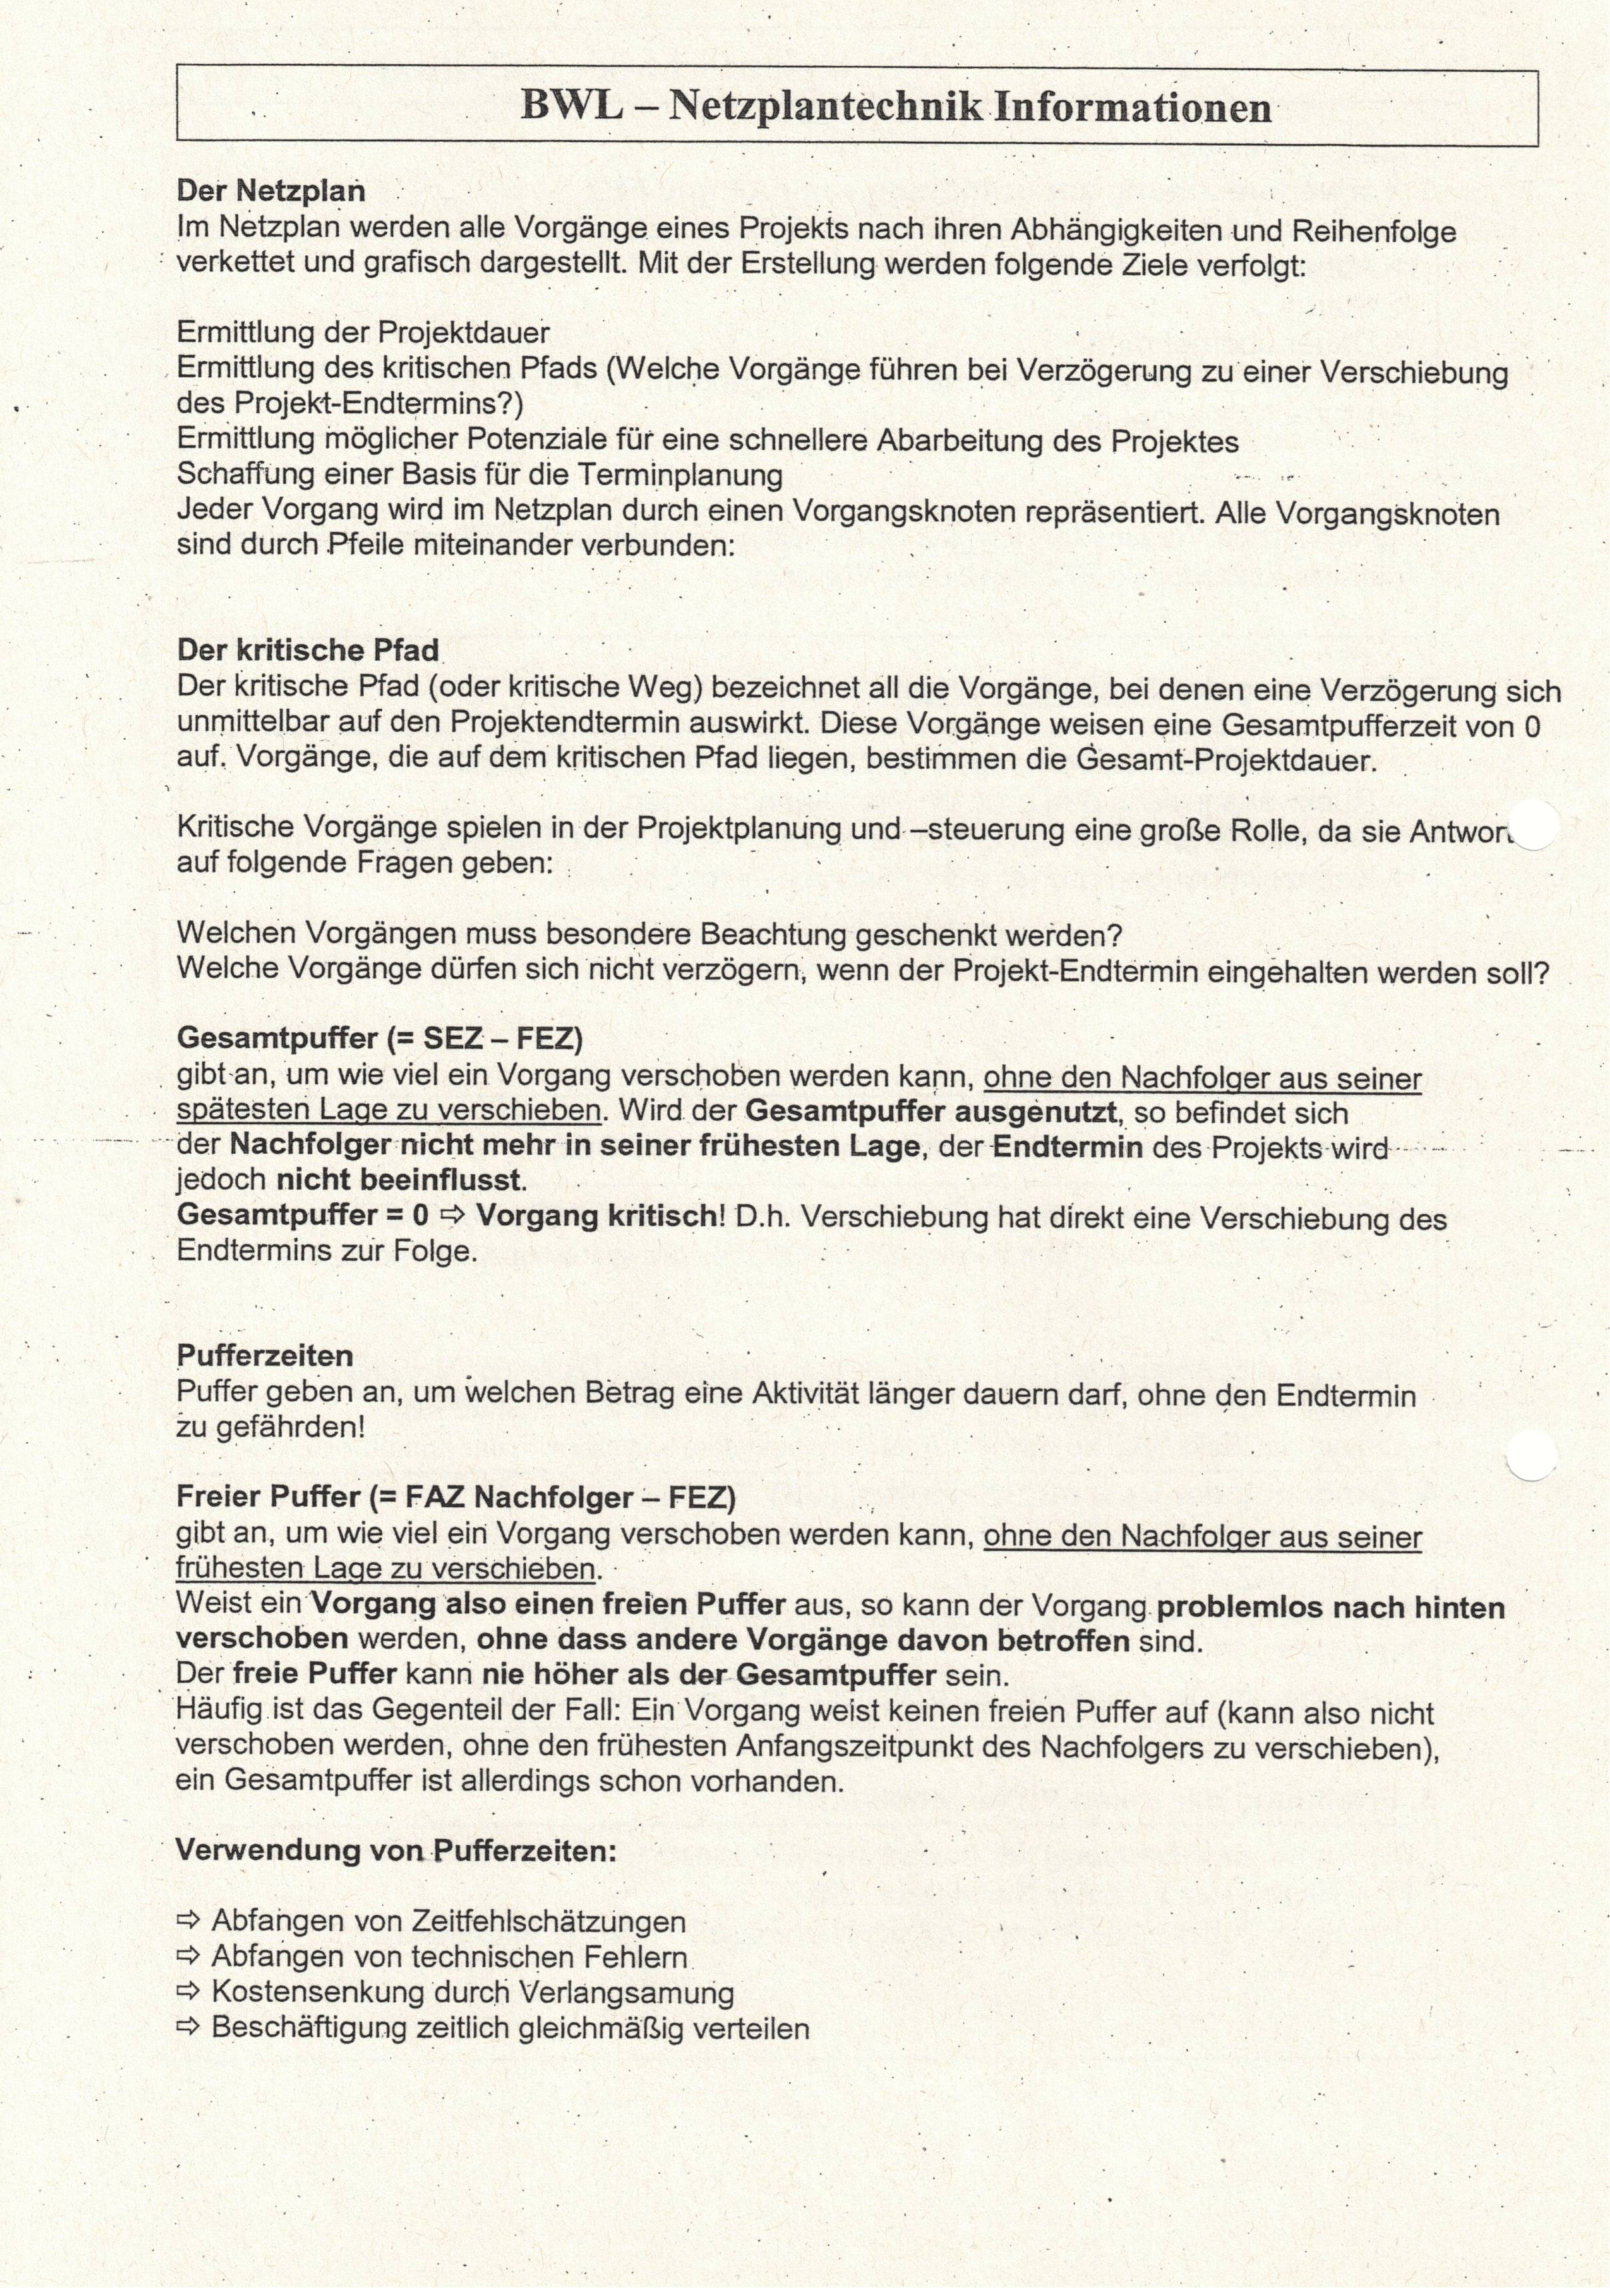 BWL – Netzplantechnik Informationen
Der Netzplan
Im Netzplan werden alle Vorgänge eines Projekts nach ihren Abhängigkeiten und Reihenfolge
verkettet und grafisch dargestellt. Mit der Erstellung werden folgende Ziele verfolgt:
Ermittlung der Projektdauer
Ermittlung des kritischen Pfads (Welche Vorgänge führen bei Verzögerung zu einer Verschiebung
des Projekt-Endtermins?)
Ermittlung möglicher Potenziale für eine schnellere Abarbeitung des Projektes
Schaffung einer Basis für die Terminplanung
Jeder Vorgang wird im Netzplan durch einen Vorgangsknoten repräsentiert. Alle Vorgangsknoten
sind durch Pfeile miteinander verbunden:
Der kritische Pfad
Der kritische Pfad (oder kritische Weg) bezeichnet all die Vorgänge, bei denen eine Verzögerung sich
unmittelbar auf den Projektendtermin auswirkt. Diese Vorgänge weisen eine Gesamtpufferzeit von 0
auf. Vorgänge, die auf dem kritischen Pfad liegen, bestimmen die Gesamt-Projektdauer.
Kritische Vorgänge spielen in der Projektplanung und –steuerung eine große Rolle, da sie Antwort
auf folgende Fragen geben:
Welchen Vorgängen muss besondere Beachtung geschenkt werden?
Welche Vorgänge dürfen sich nicht verzögern, wenn der Projekt-Endtermin eingehalten werden soll?
Gesamtpuffer (= SEZ – FEZ)
gibt an, um wie viel ein Vorgang verschoben werden kann, ohne den Nachfolger aus seiner
spätesten Lage zu verschieben. Wird der Gesamtpuffer ausgenutzt, so befindet sich
der Nachfolger nicht mehr in seiner frühesten Lage, der Endtermin des Projekts wird
jedoch nicht beeinflusst.
Gesamtpuffer = 0 ⇨ Vorgang kritisch! D.h. Verschiebung hat direkt eine Verschiebung des
Endtermins zur Folge.
Pufferzeiten
Puffer geben an, um welchen Betrag eine Aktivität länger dauern darf, ohne den Endtermin
zu gefährden!
Freier Puffer (= FAZ Nachfolger – FEZ)
gibt an, um wie viel ein Vorgang verschoben werden kann, ohne den Nachfolger aus seiner
frühesten Lage zu verschieben.
Weist ein Vorgang also einen freien Puffer aus, so kann der Vorgang problemlos nach hinten
verschoben werden, ohne dass andere Vorgänge davon betroffen sind.
Der freie Puffer kann nie höher als der Gesamtpuffer sein.
Häufig ist das Gegenteil der Fall: Ein Vorgang weist keinen freien Puffer auf (kann also nicht
verschoben werden, ohne den frühesten Anfangszeitpunkt des Nachfolgers zu verschieben),
ein Gesamtpuffer ist allerdings schon vorhanden.
Verwendung von Pufferzeiten:
⇨ Abfangen von Zeitfehlschätzungen
⇨ Abfangen von technischen Fehlern
⇨ Kostensenkung durch Verlangsamung
⇨ Beschäftigung zeitlich gleichmäßig verteilen